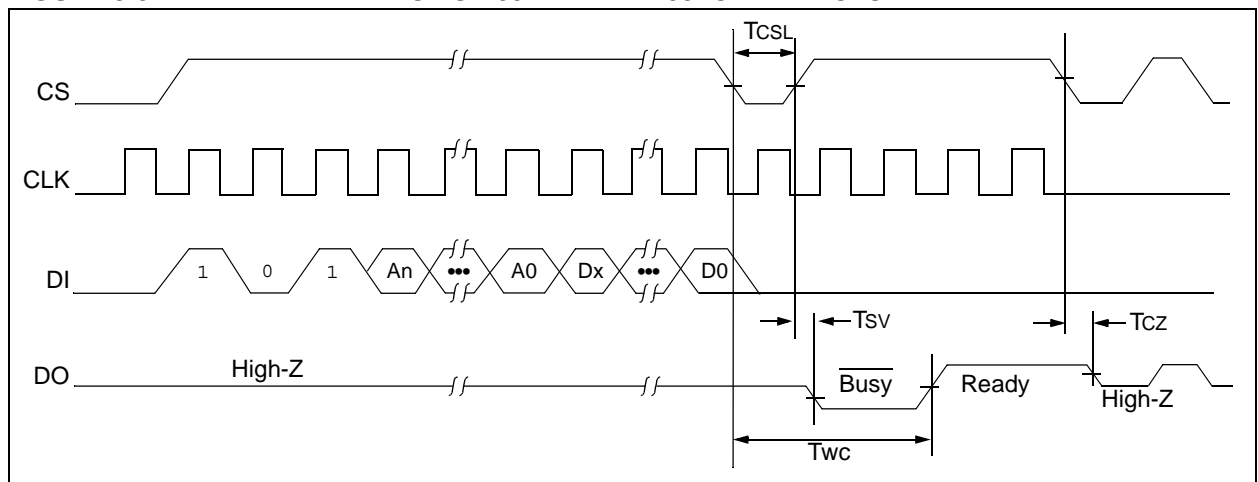 TCSL
CS
CLK
DI
1 0 1 An ••• A0 Dx ••• D0
TSV
TCZ
DO
High-Z
Busy
Ready
High-Z
Twc